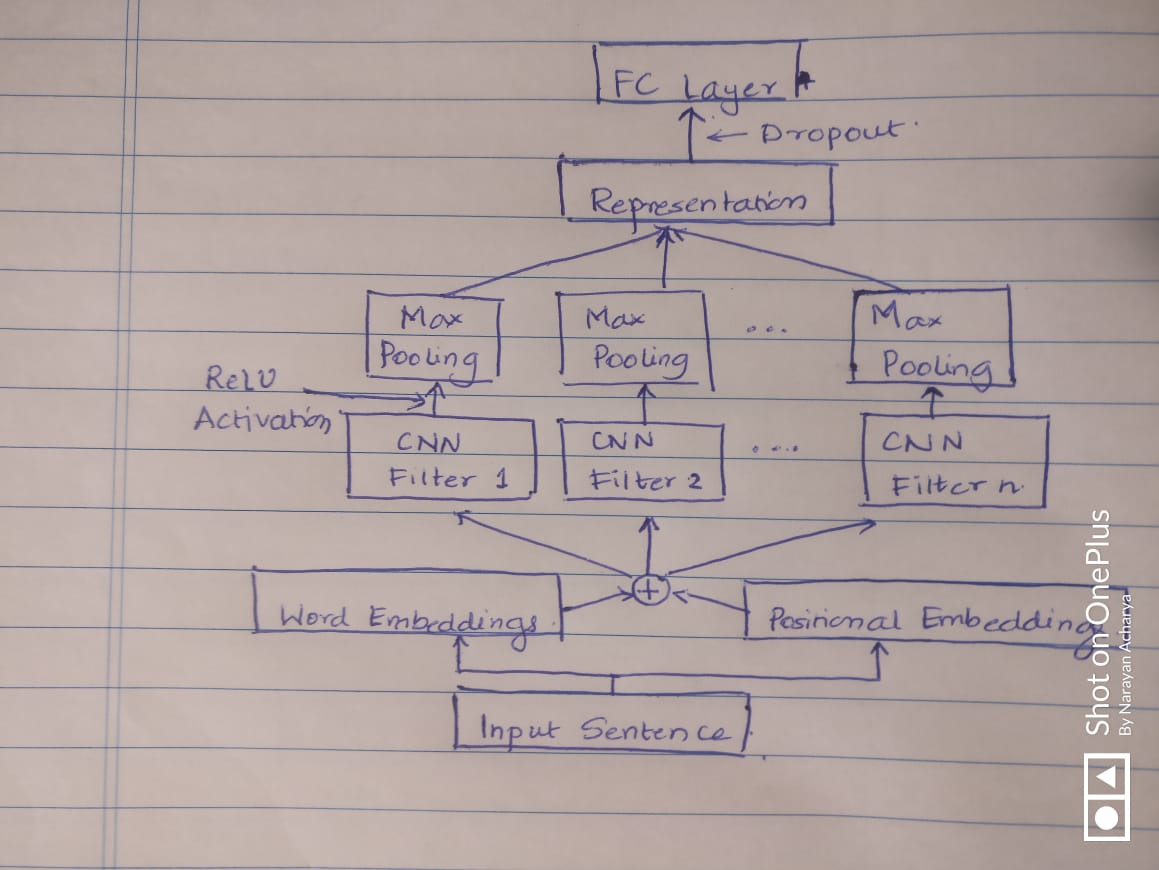 FC Layer
← Dropout.
Representation
Max Pooling
Max Pooling
...
Max Pooling
ReLU
Activation
CNN
Filter 1
CNN
Filter 2
....
CNN
Filter n.
Word Embeddings.
+
Positional Embedding
Input Sentence
Shot on OnePlus
By Narayan Acharya